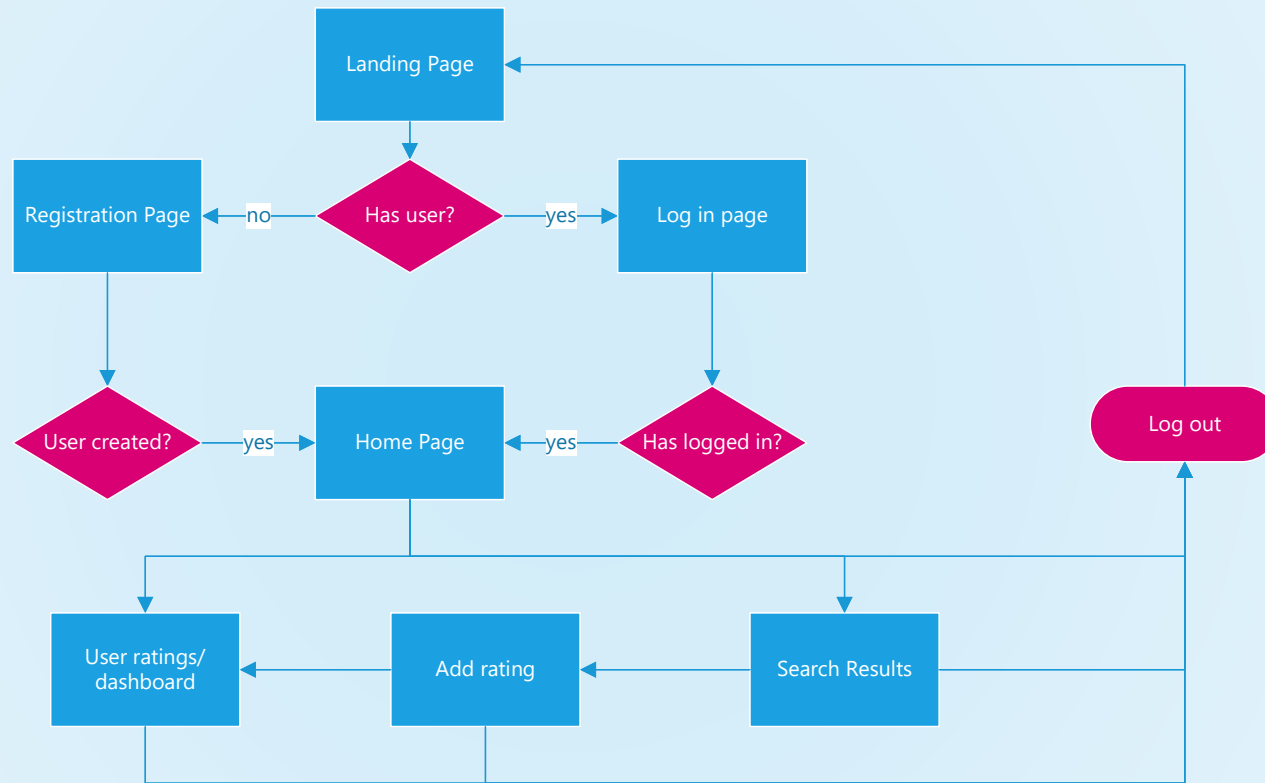 Landing Page
Registration Page
no
Has user?
yes
Log in page
User created?
yes
Home Page
yes
Has logged in?
Log out
User ratings/
dashboard
Add rating
Search Results